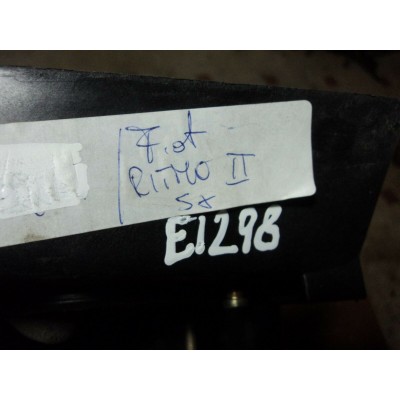 Fiat
RITMO II
sx
E1298